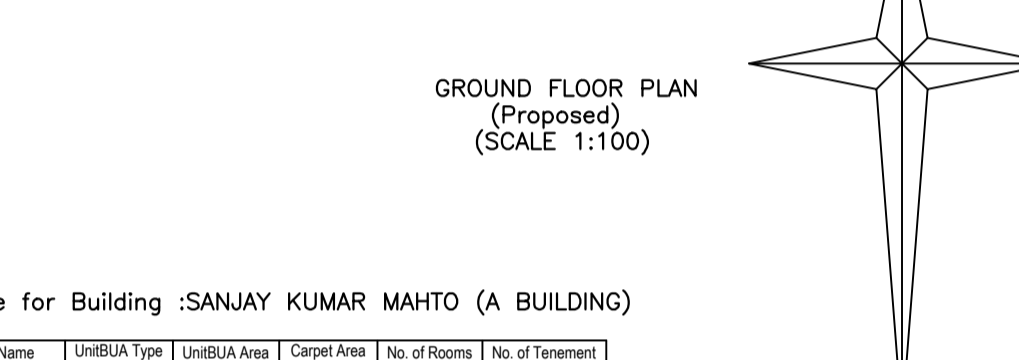 GROUND FLOOR PLAN
(Proposed)
(SCALE 1:100)
for Building :SANJAY KUMAR MAHTO (A BUILDING)
Name UnitBUA Type UnitBUA Area Carpet Area No. of Rooms No. of Tenement